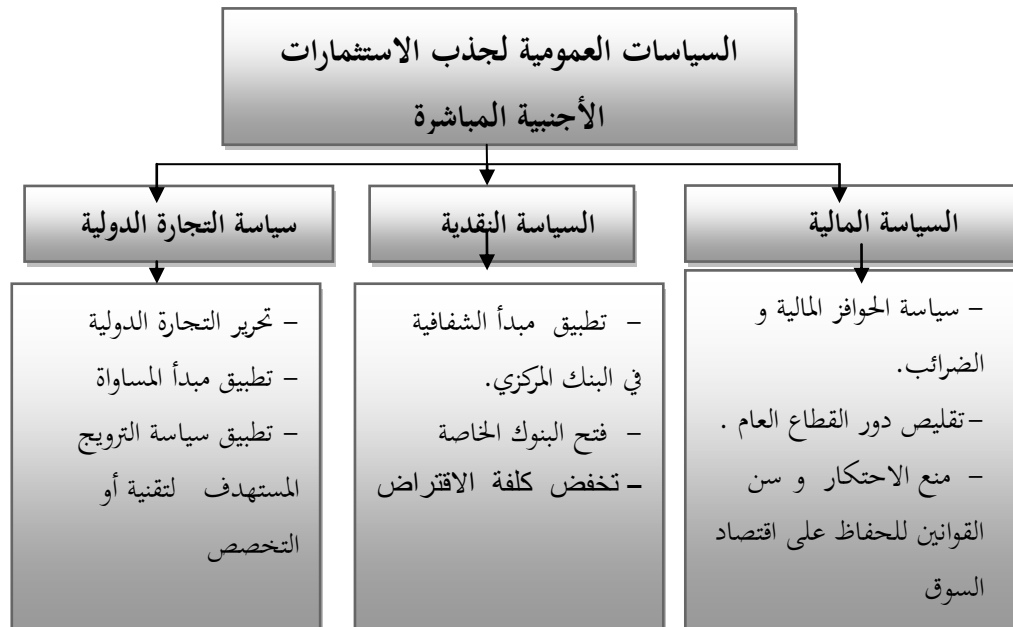 السياسات العمومية لجذب الاستثمارات
الأجنبية المباشرة
السياسة المالية
السياسة النقدية
سياسة التجارة الدولية
– سياسة الحوافز المالية و
الضرائب.
–تقليص دور القطاع العام .
– منع الاحتكار و سن
القوانين للحفاظ على اقتصاد
السوق
– تطبيق مبدأ الشفافية
في البنك المركزي.
– فتح البنوك الخاصة
– تخفض كلفة الاقتراض
– تحرير التجارة الدولية
– تطبيق مبدأ المساواة
– تطبيق سياسة الترويج
المستهدف لتقنية أو
التخصص